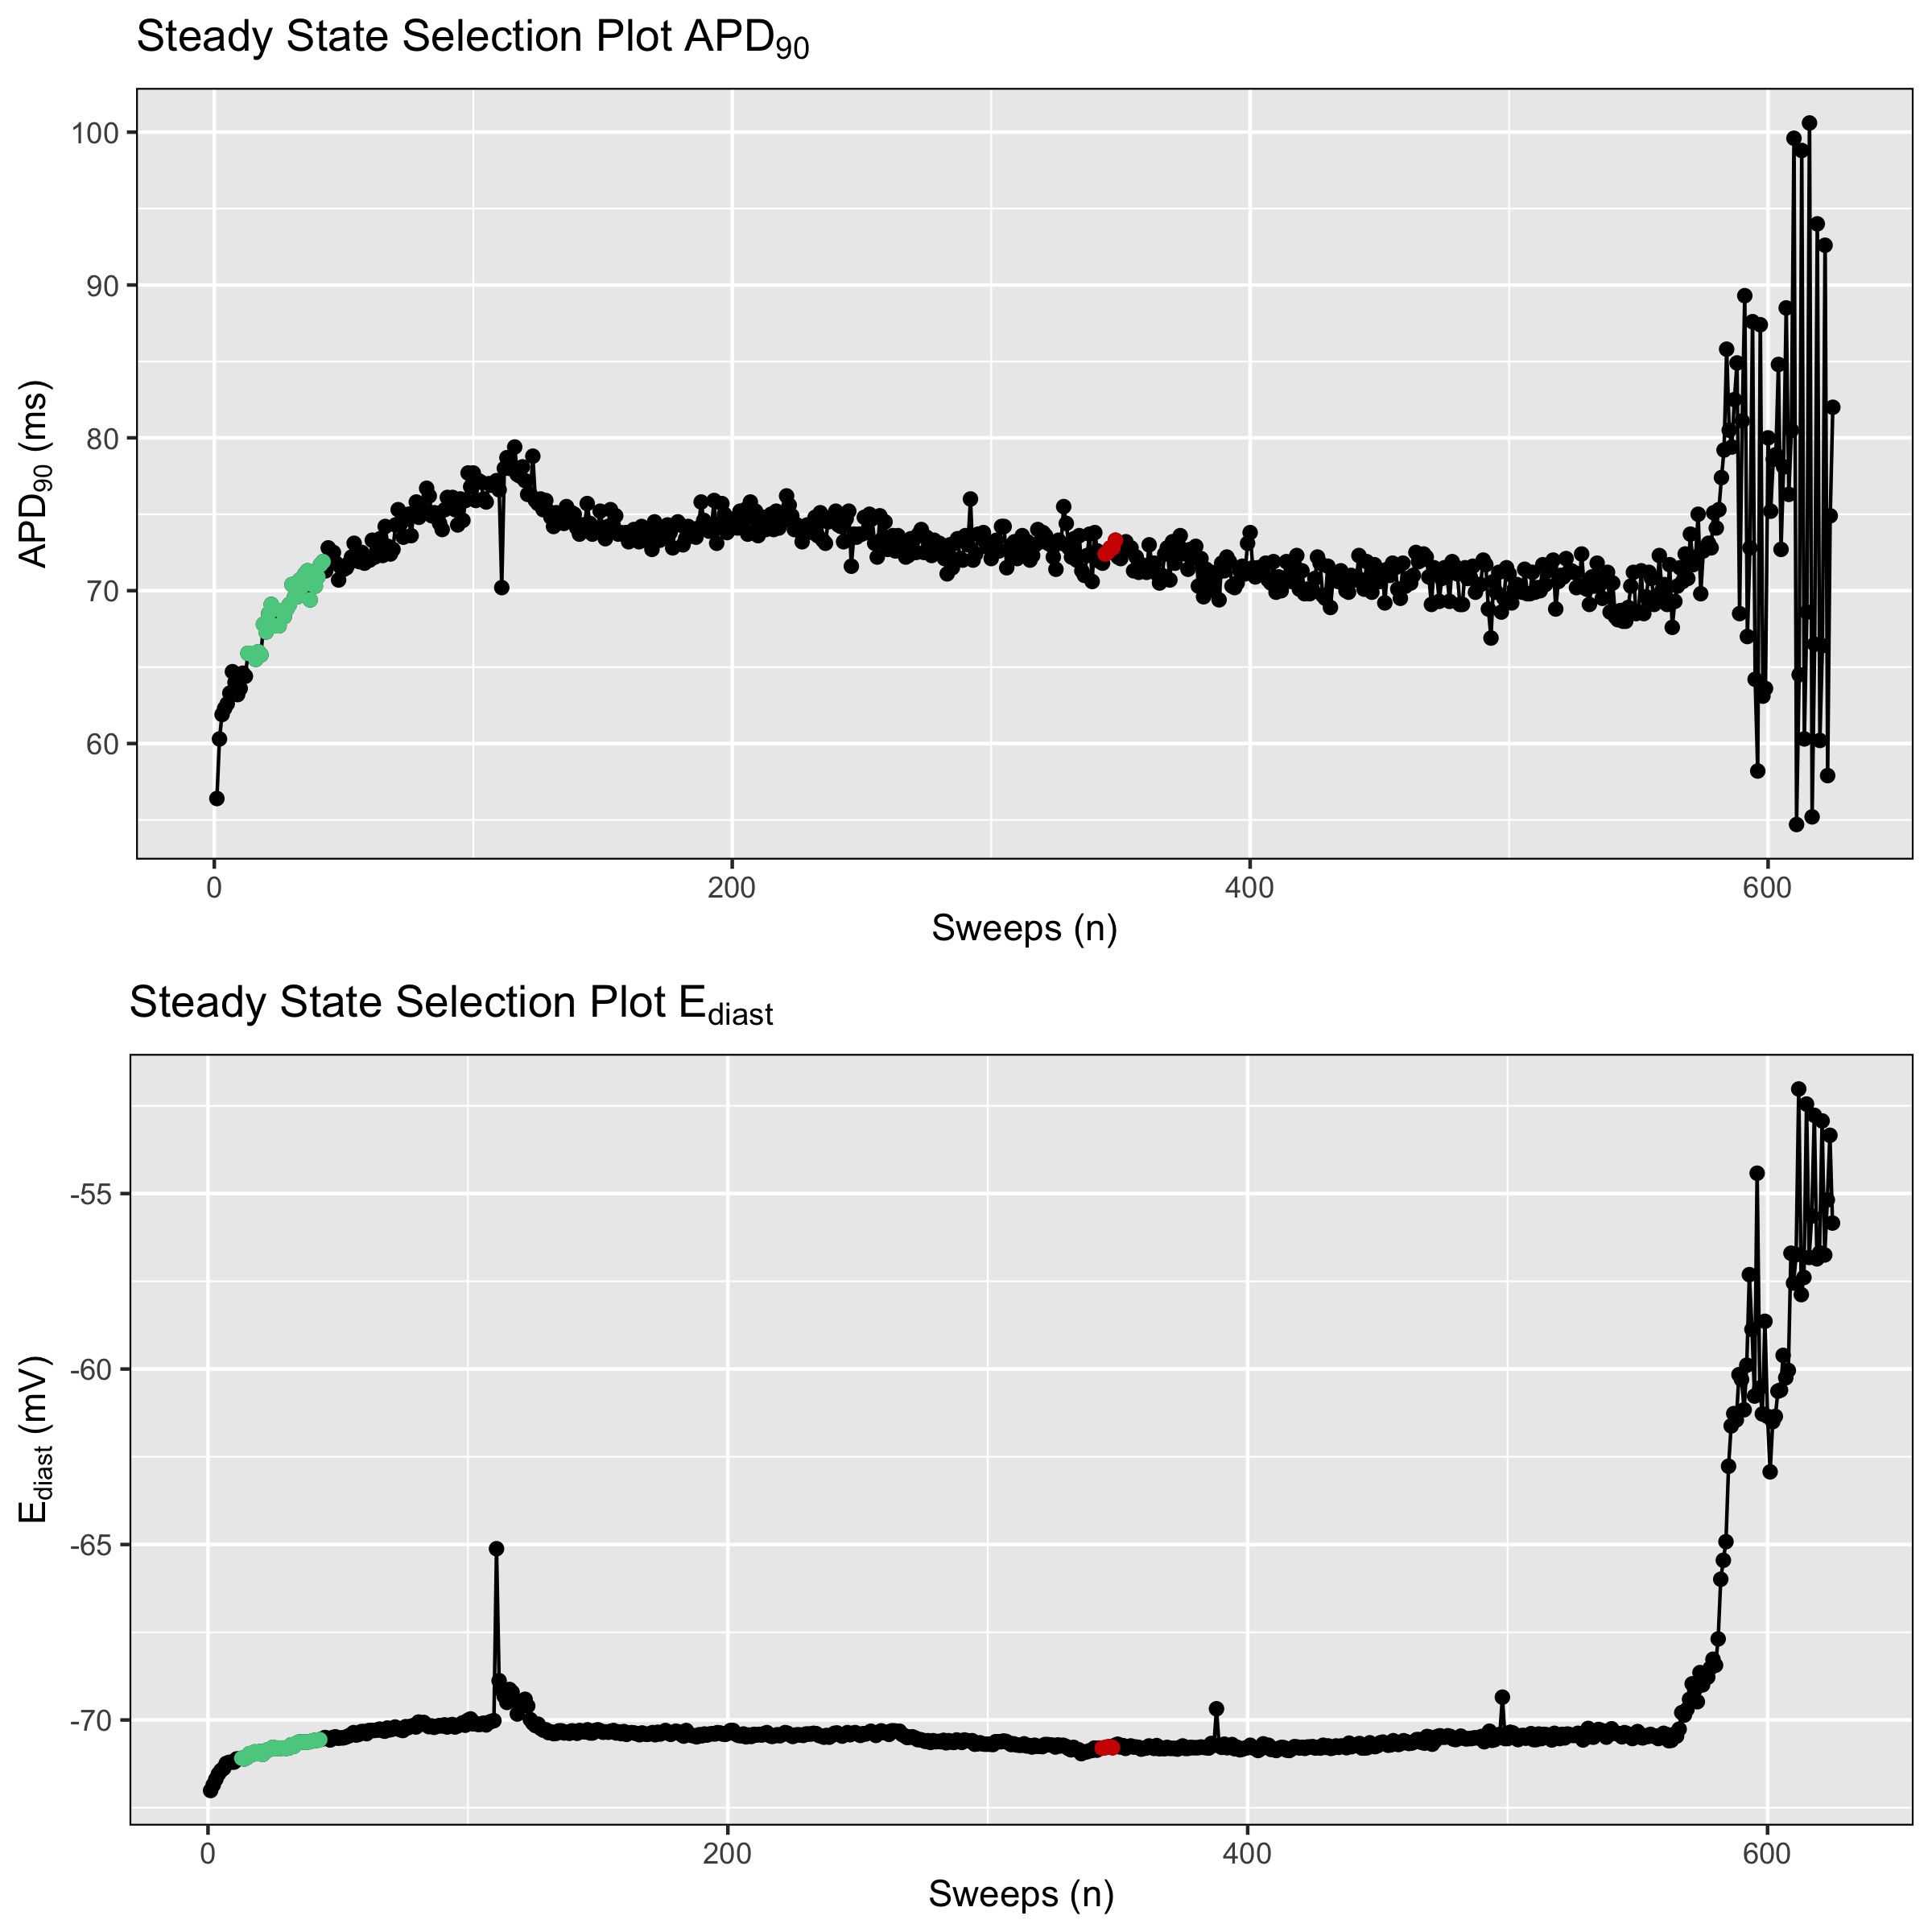 Steady State Selection Plot APD90
100
90
80
70
60
APD90 (ms)
0 200 400 600
Sweeps (n)
Steady State Selection Plot Ediast
-55
-60
-65
-70
Ediast (mV)
0 200 400 600
Sweeps (n)